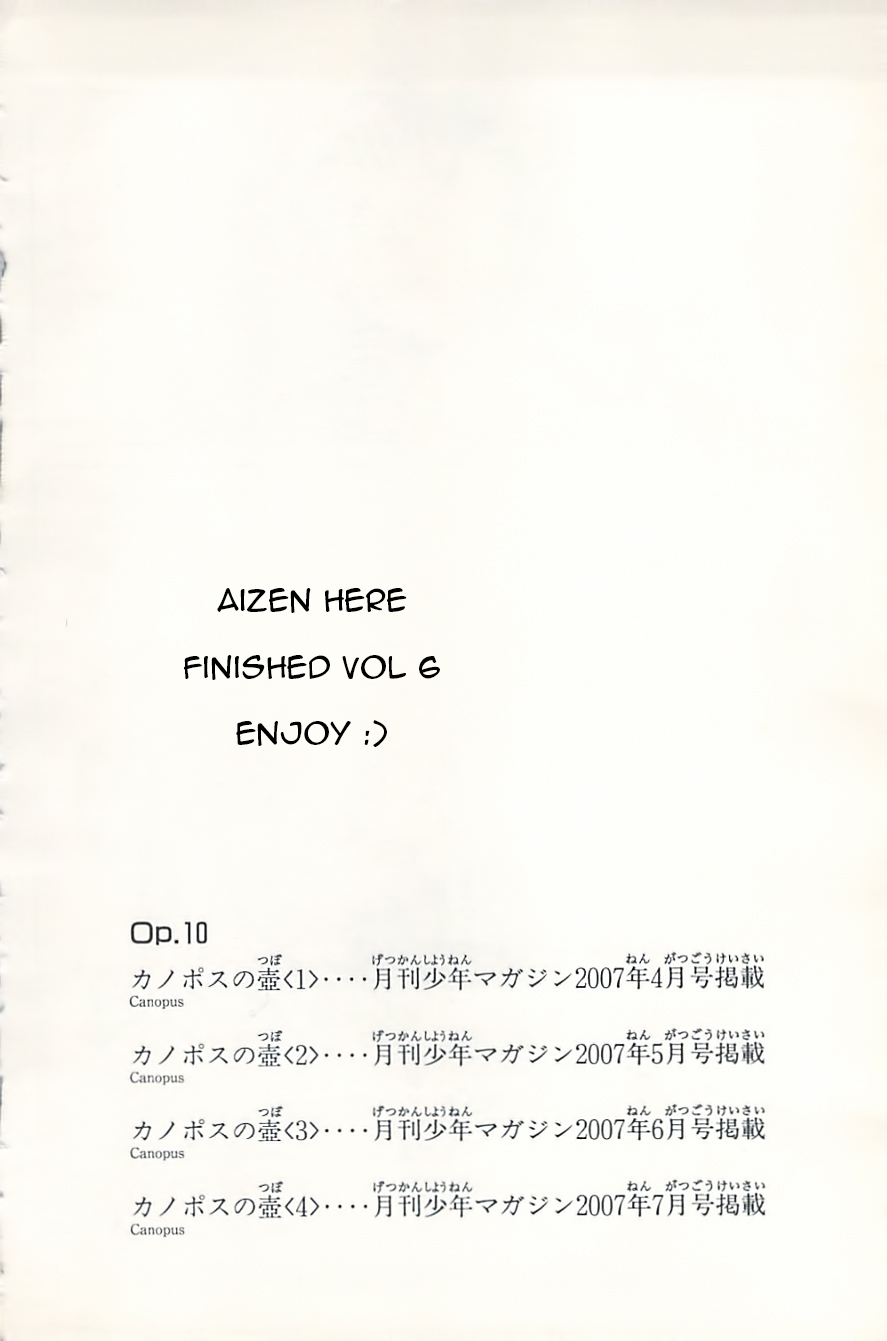 AIZEN HERE
FINISHED VOL 6
ENJOY :)
Op.10
つぼ げつかんしようねん ねん がつごうけいさい
カノポスの壺〈1〉‥‥月刊少年マガジン2007年4月号掲載
Canopus
つぼ げつかんしようねん ねん がつごうけいさい
カノポスの壺〈2〉‥‥月刊少年マガジン2007年5月号掲載
Canopus
つぼ げつかんしようねん ねん がつごうけいさい
カノポスの壺〈3〉‥‥月刊少年マガジン2007年6月号掲載
Canopus
つぼ げつかんしようねん ねん がつごうけいさい
カノポスの壺〈4〉‥‥月刊少年マガジン2007年7月号掲載
Canopus